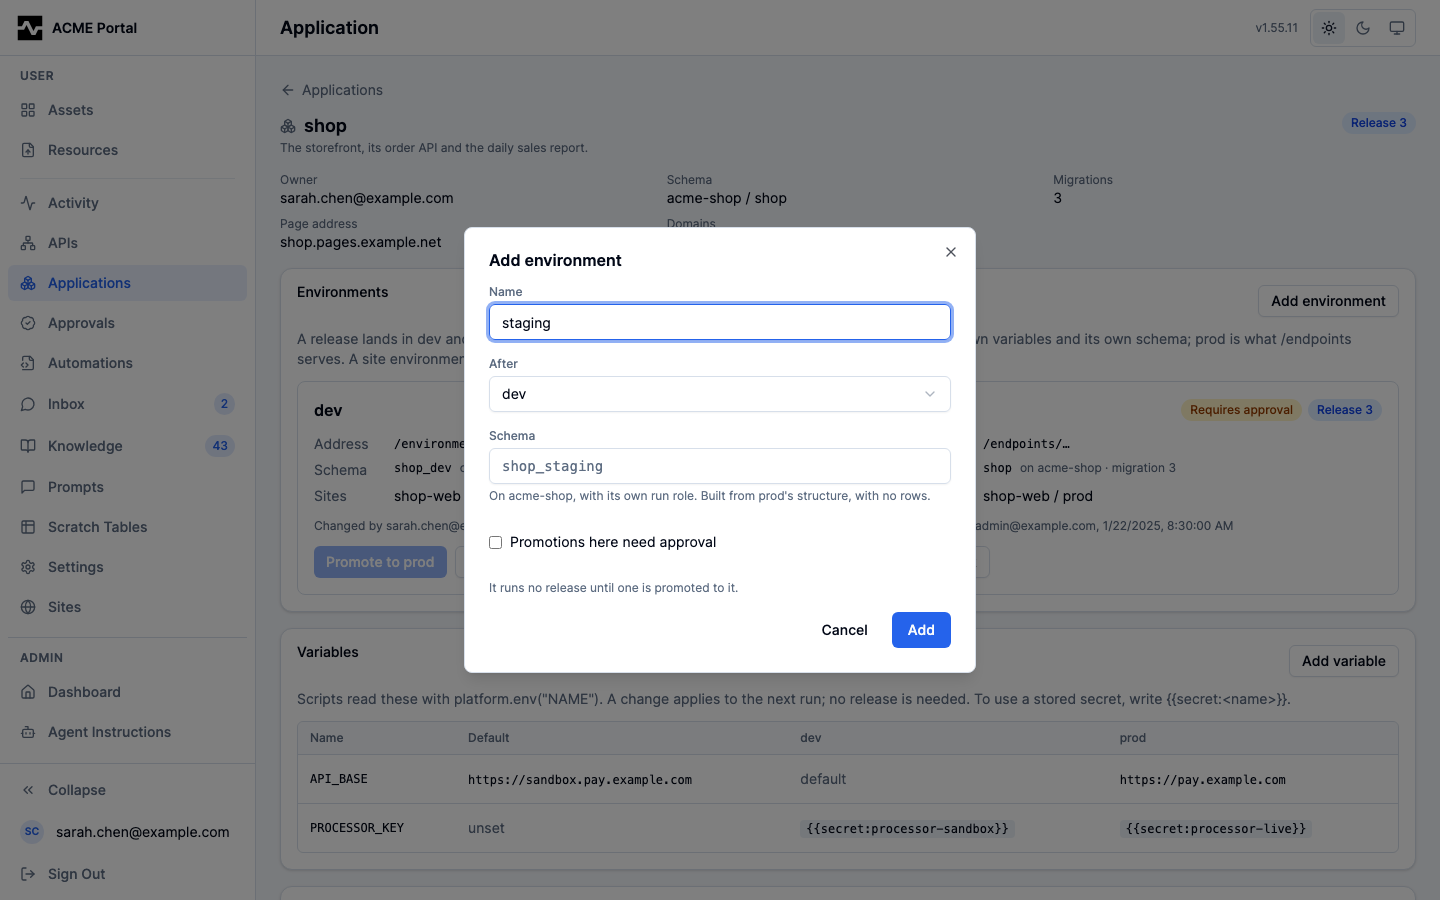 ACME Portal
Application
v1.55.11
USER
Assets
Resources
Activity
APIs
Applications
Approvals
Automations
Inbox
2
Knowledge
43
Prompts
Scratch Tables
Settings
Sites
ADMIN
Dashboard
Agent Instructions
Collapse
SC
sarah.chen@example.com
Sign Out
Applications
shop
Release 3
The storefront, its order API and the daily sales report.
Owner
sarah.chen@example.com
Schema
acme-shop / shop
Migrations
3
Page address
shop.pages.example.net
Domains
Environments
Add environment
A release lands in dev and
n variables and its own schema; prod is what /endpoints
serves. A site environmen
dev
Address
/environme
Schema
shop_dev
Sites
shop-web
Changed by sarah.chen@e
Promote to prod
Requires approval
Release 3
/endpoints/…
shop on acme-shop · migration 3
shop-web / prod
admin@example.com, 1/22/2025, 8:30:00 AM
Add environment
Name
staging
After
dev
Schema
shop_staging
On acme-shop, with its own run role. Built from prod's structure, with no rows.
Promotions here need approval
It runs no release until one is promoted to it.
Cancel
Add
Variables
Add variable
Scripts read these with platform.env("NAME"). A change applies to the next run; no release is needed. To use a stored secret, write {{secret:<name>}}.
Name Default dev prod
API_BASE https://sandbox.pay.example.com default https://pay.example.com
PROCESSOR_KEY unset {{secret:processor-sandbox}} {{secret:processor-live}}